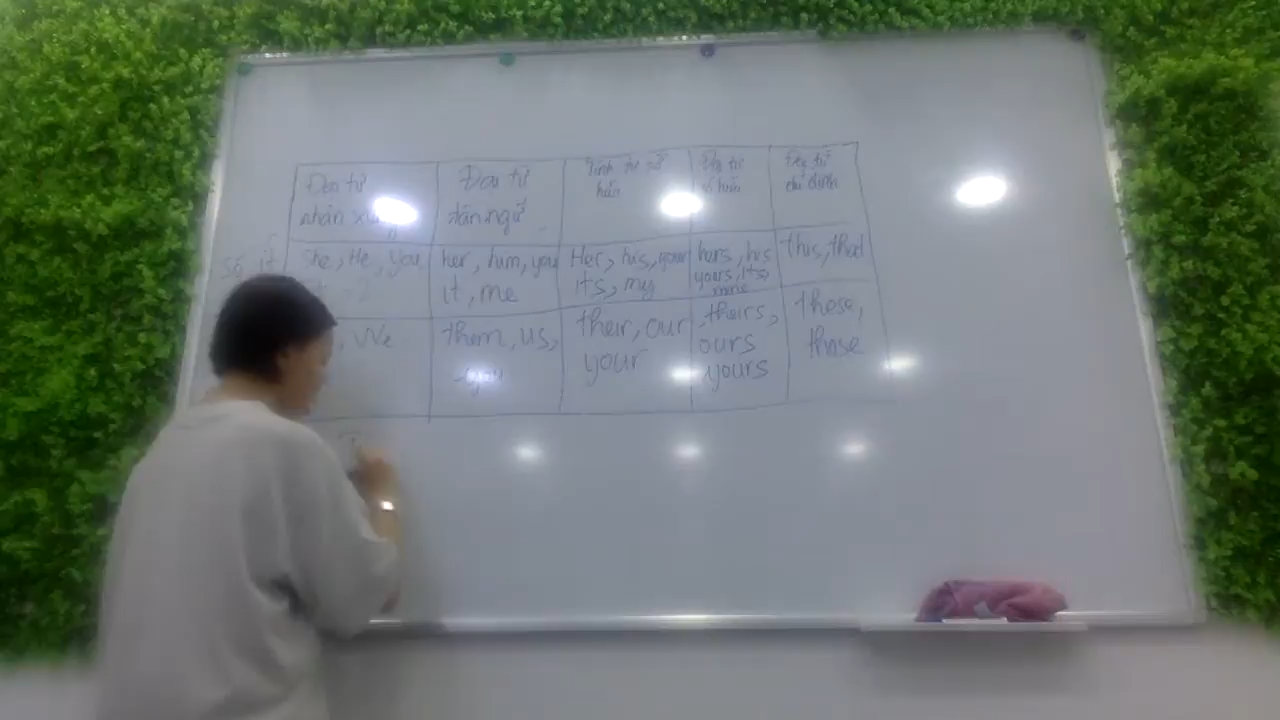 Đại từ
nhân
Đại từ
tân ngữ
Tính từ sở
hữu
Đại từ
sở hữu
Đại từ
chỉ định
số ít
She, He, you
her, him, you
it, me
Her, his, your
its, my
hers, his
yours, its,
mine
this, that
, We
them, us,
you
their, our
your
theirs,
ours
yours
these,
those